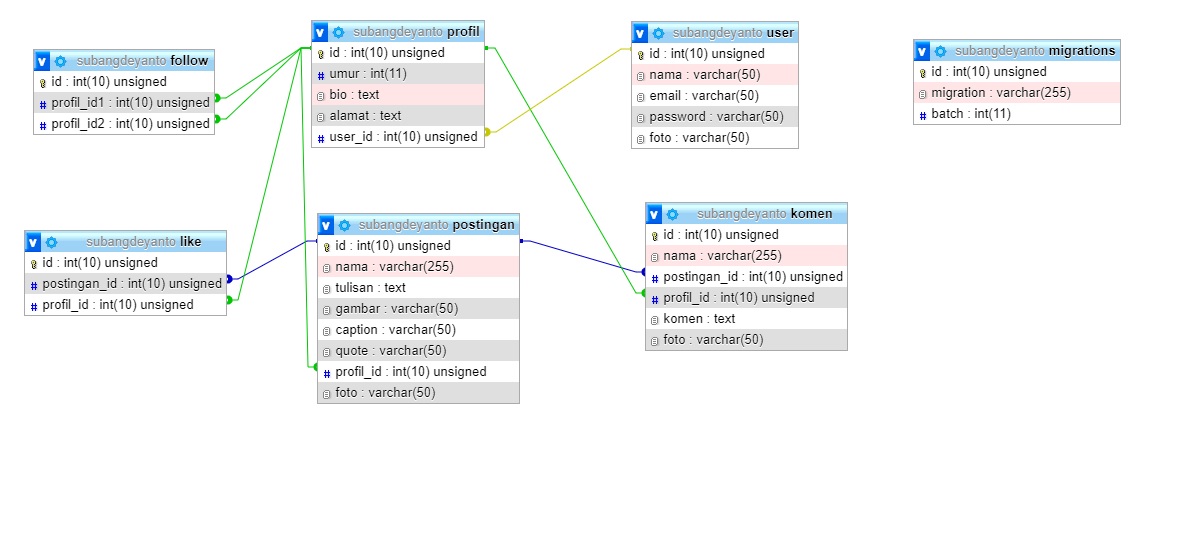 subangdeyanto follow
id : int(10) unsigned
profil_id1 : int(10) unsigned
profil_id2 : int(10) unsigned
subangdeyanto profil
id : int(10) unsigned
umur : int(11)
bio : text
alamat : text
user_id : int(10) unsigned
subangdeyanto user
id : int(10) unsigned
nama : varchar(50)
email : varchar(50)
password : varchar(50)
foto : varchar(50)
subangdeyanto migrations
id : int(10) unsigned
migration : varchar(255)
batch : int(11)
subangdeyanto like
id : int(10) unsigned
postingan_id : int(10) unsigned
profil_id : int(10) unsigned
subangdeyanto postingan
id : int(10) unsigned
nama : varchar(255)
tulisan : text
gambar : varchar(50)
caption : varchar(50)
quote : varchar(50)
profil_id : int(10) unsigned
foto : varchar(50)
subangdeyanto komen
id : int(10) unsigned
nama : varchar(255)
postingan_id : int(10) unsigned
profil_id : int(10) unsigned
komen : text
foto : varchar(50)